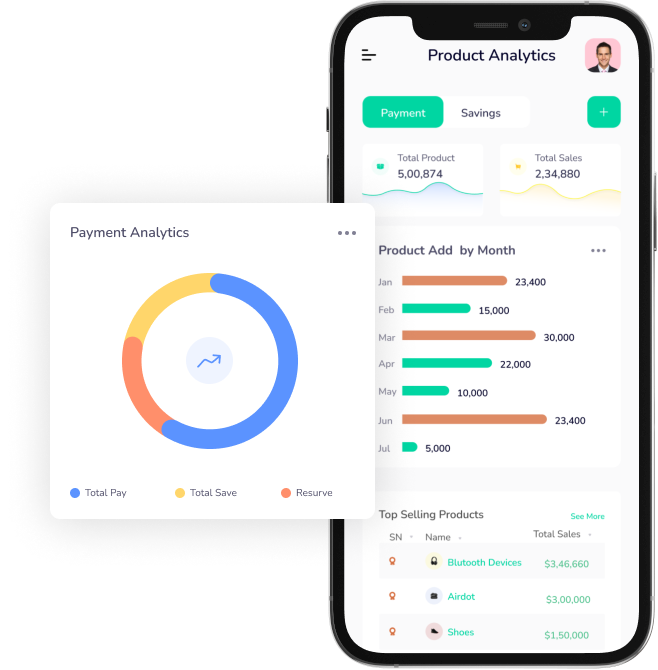 Product Analytics
Payment
Savings
+
Total Product
5,00,874
Total Sales
2,34,880
Payment Analytics
Total Pay
Total Save
Resurve
Product Add by Month
Jan 23,400
Feb 15,000
Mar 30,000
Apr 22,000
May 10,000
Jun 23,400
Jul 5,000
Top Selling Products
See More
SN Name Total Sales
Blutooth Devices $3,46,660
Airdot $3,00,000
Shoes $1,50,000